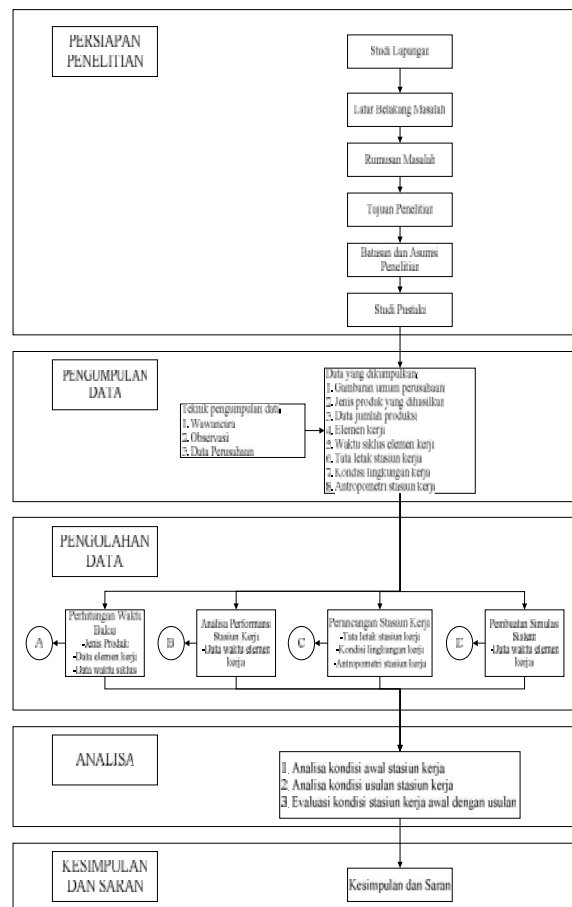 PERSIAPAN
PENELITIAN
Studi Lapangan
Latar Belakang Masalah
Rumusan Masalah
Tujuan Penelitian
Batasan dan Asumsi
Penelitian
Studi Pustaka
PENGUMPULAN
DATA
Teknik pengumpulan data
1. Wawancara
2. Observasi
3. Data Perusahaan
Data yang dikumpulkan
1. Gambaran umum perusahaan
2. Jenis produk yang dihasilkan
3. Data jumlah produksi
4. Elemen kerja
5. Waktu siklus elemen kerja
6. Tata letak stasiun kerja
7. Kondisi lingkungan kerja
8. Antropometri stasiun kerja
PENGOLAHAN
DATA
A
Perhitungan Waktu
Baku
-Jenis Produk
-Data elemen kerja
-Data waktu siklus
B
Analisa Performansi
Stasiun Kerja
-Data waktu elemen
kerja
C
Perancangan Stasiun Kerja
-Tata letak stasiun kerja
-Kondisi lingkungan kerja
-Antropometri stasiun kerja
E
Pembuatan Simulasi
Sistem
-Data waktu elemen
kerja
ANALISA
1. Analisa kondisi awal stasiun kerja
2. Analisa kondisi usulan stasiun kerja
3. Evaluasi kondisi stasiun kerja awal dengan usulan
KESIMPULAN
DAN SARAN
Kesimpulan dan Saran